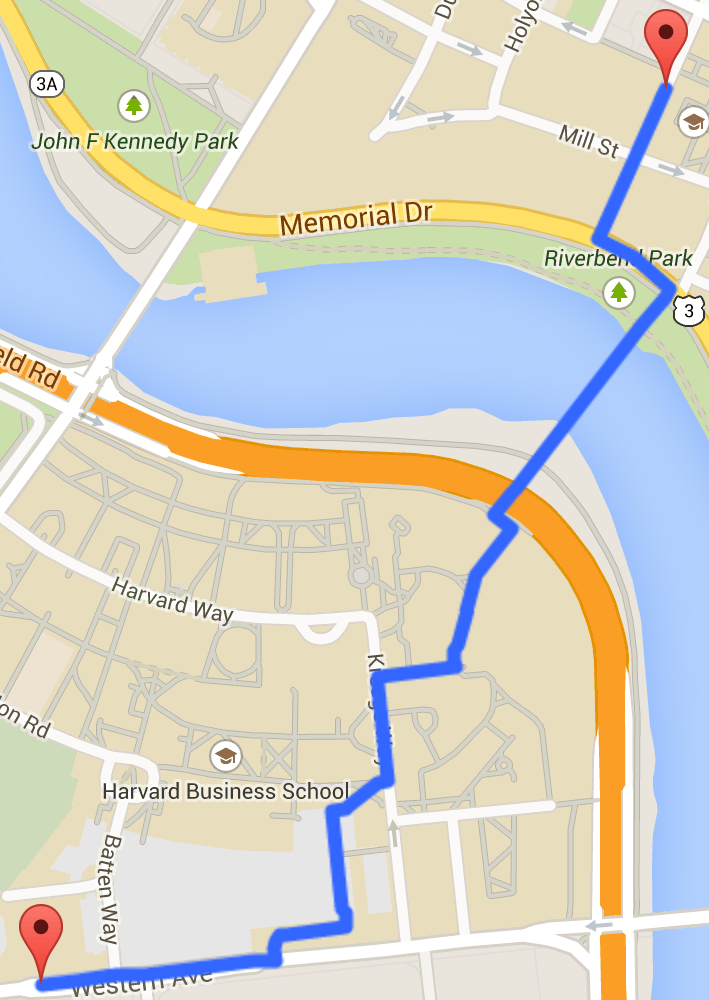 3A
John F Kennedy Park
Mill St
Memorial Dr
Riverbend Park
3
Harvard Way
Harvard Business School
Batten Way
Western Ave